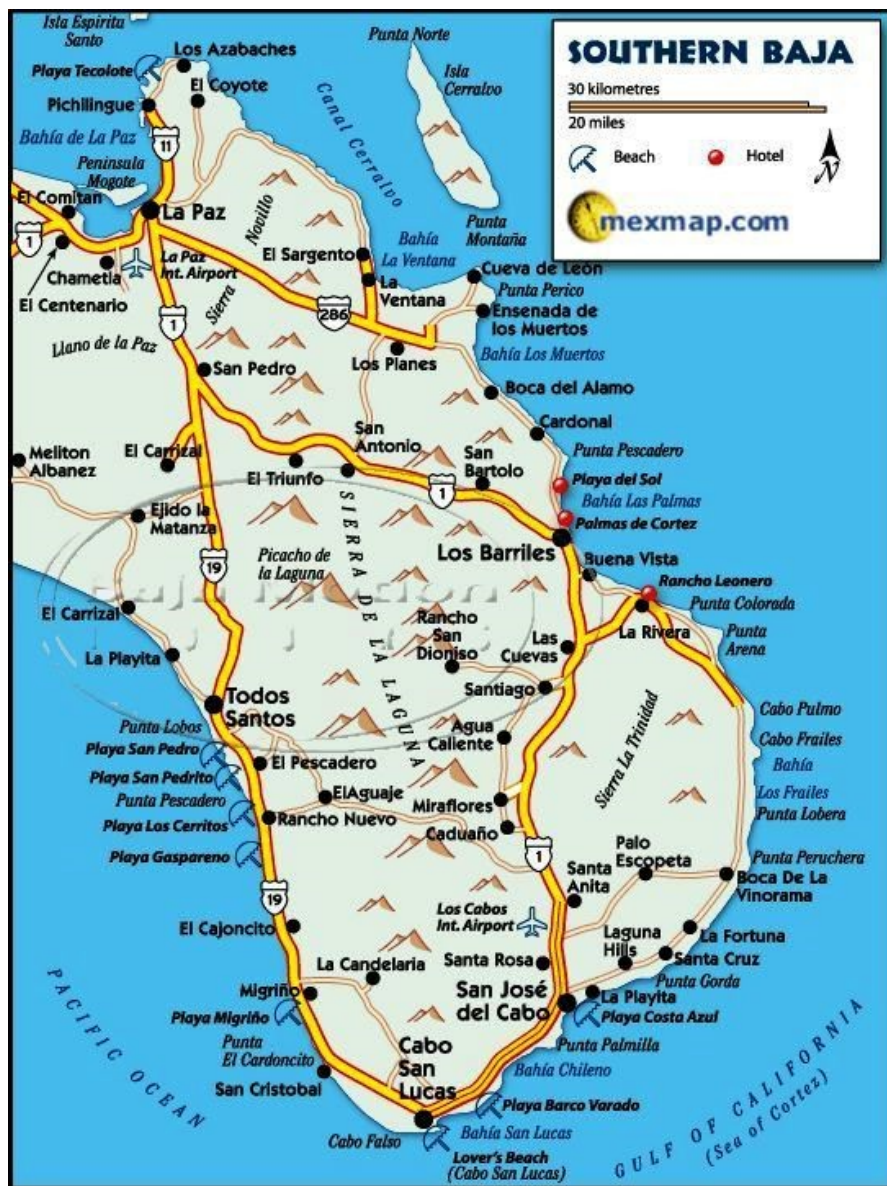 Isla Espiritu
Santo
Los Azabaches
Playa Tecolote
El Coyote
Pichilingue
Bahía de La Paz
11
Peninsula
Mogote
El Comitan
La Paz
1
Chametla
El Centenario
La Paz
Int. Airport
Punta Norte
Isla
Cerralvo
Canal Cerralvo
SOUTHERN BAJA
30 kilometres
20 miles
Beach
Hotel
N
mexmap.com
Punta
Montaña
Novillo
Sierra
El Sargento
Bahía
La Ventana
La
Ventana
Cueva de León
Punta Perico
Ensenada de
los Muertos
286
1
Llano de la Paz
San Pedro
Los Planes
Bahía Los Muertos
Boca del Alamo
Cardonal
San
Antonio
Meliton
Albanez
El Carrizal
El Triunfo
San
Bartolo
Punta Pescadero
Playa del Sol
1
Bahía Las Palmas
Palmas de Cortez
Ejido la
Matanza
Los Barriles
19
Picacho de
la Laguna
SIERRA DE LA LAGUNA
Buena Vista
Rancho Leonero
Baja Motion
El Carrizal
Rancho
San
Dionisio
Las
Cuevas
La Rivera
Punta Colorada
Punta
Arena
La Playita
Santiago
Todos
Santos
Cabo Pulmo
Punta Lobos
Agua
Caliente
Sierra La Trinidad
Cabo Frailes
Playa San Pedro
El Pescadero
Bahía
Los Frailes
Playa San Pedrito
ElAguaje
Punta Pescadero
Miraflores
Punta Lobera
Playa Los Cerritos
Rancho Nuevo
Caduaño
Playa Gaspareno
1
Palo
Escopeta
Punta Peruchera
Boca De La
Vinorama
19
Santa
Anita
Los Cabos
Int. Airport
El Cajoncito
Laguna
Hills
La Fortuna
Santa Cruz
La Candelaria
Santa Rosa
Punta Gorda
Migriño
San José
del Cabo
La Playita
Playa Migriño
Playa Costa Azul
Punta
El Cardoncito
Cabo
San
Lucas
Punta Palmilla
San Cristobal
Bahía Chileno
Playa Barco Varado
Cabo Falso
Bahía San Lucas
Lover's Beach
(Cabo San Lucas)
PACIFIC OCEAN
GULF OF CALIFORNIA
(Sea of Cortez)